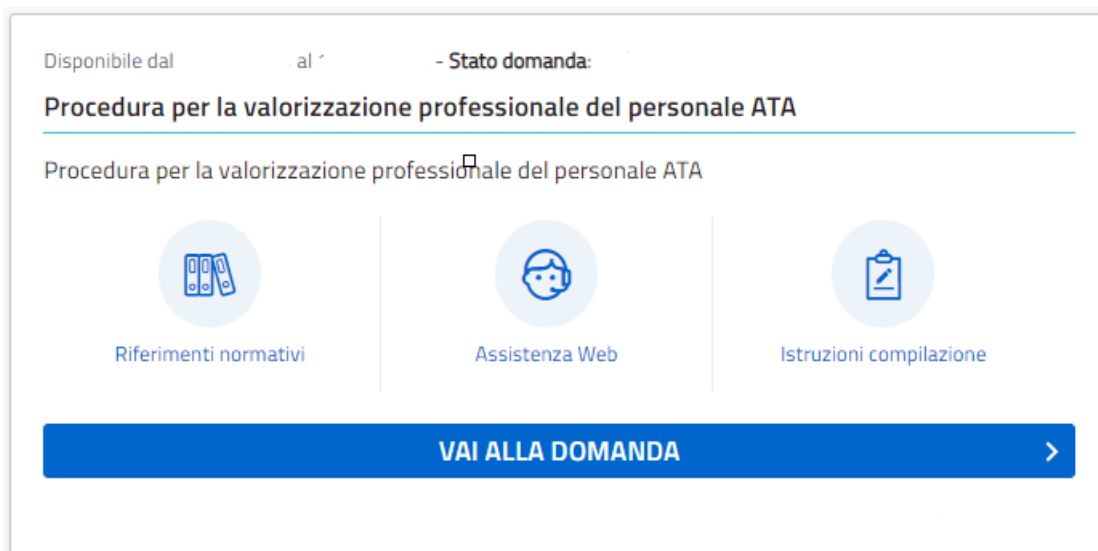 Disponibile dal al - Stato domanda:
Procedura per la valorizzazione professionale del personale ATA
Procedura per la valorizzazione professionale del personale ATA
Riferimenti normativi
Assistenza Web
Istruzioni compilazione
VAI ALLA DOMANDA